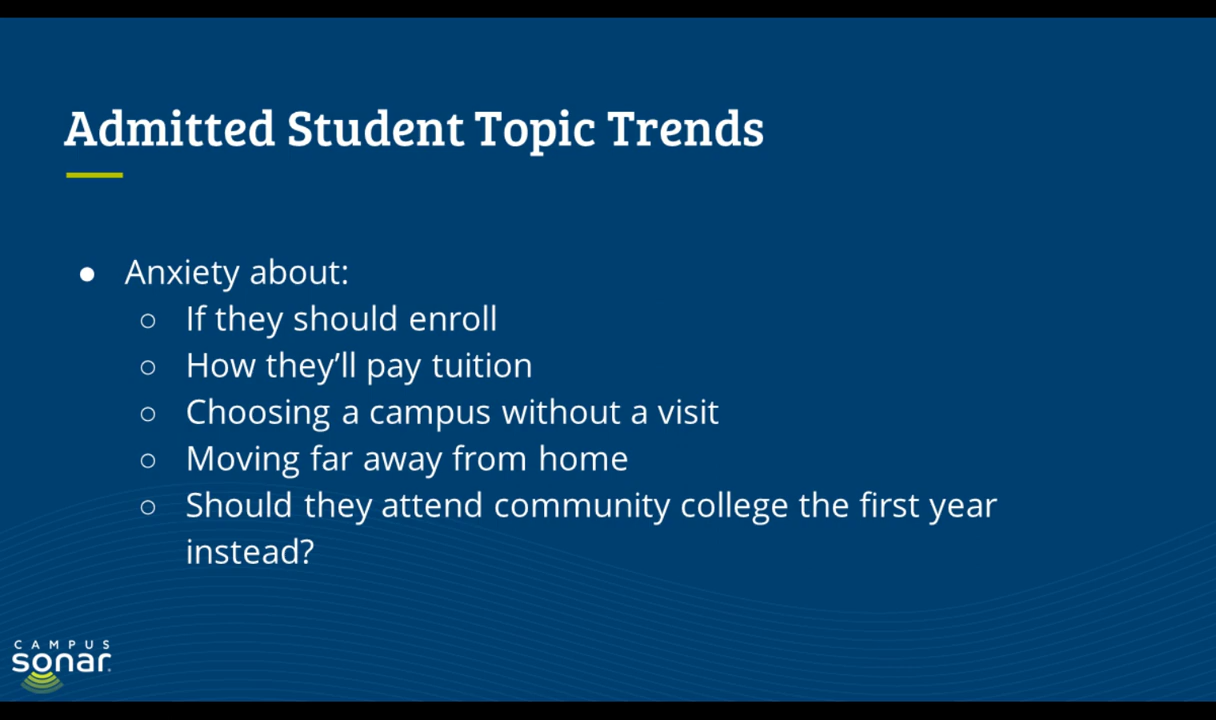 Admitted Student Topic Trends
● Anxiety about:
○ If they should enroll
○ How they’ll pay tuition
○ Choosing a campus without a visit
○ Moving far away from home
○ Should they attend community college the first year
instead?
CAMPUS
sonar